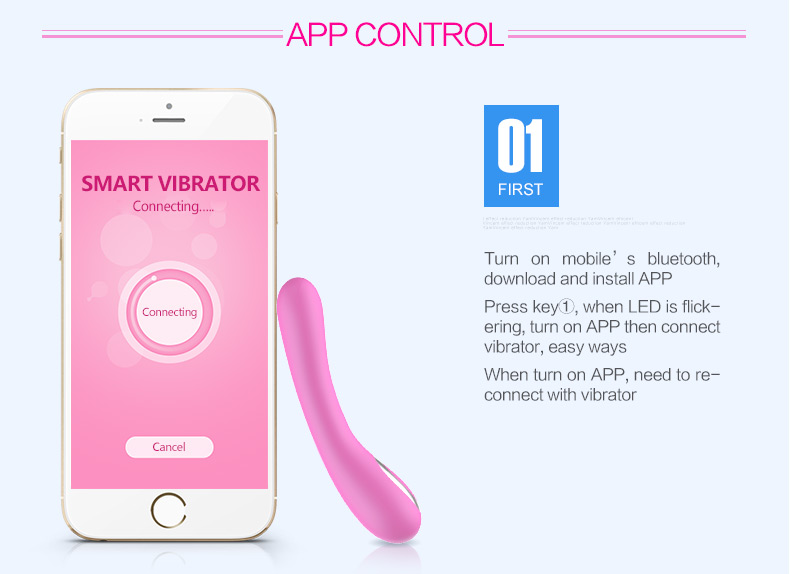 APP CONTROL
SMART VIBRATOR
Connecting.....
Connecting
Cancel
01
FIRST
Turn on mobile's bluetooth,
download and install APP
Press key①, when LED is flick-
ering, turn on APP then connect
vibrator, easy ways
When turn on APP, need to re-
connect with vibrator